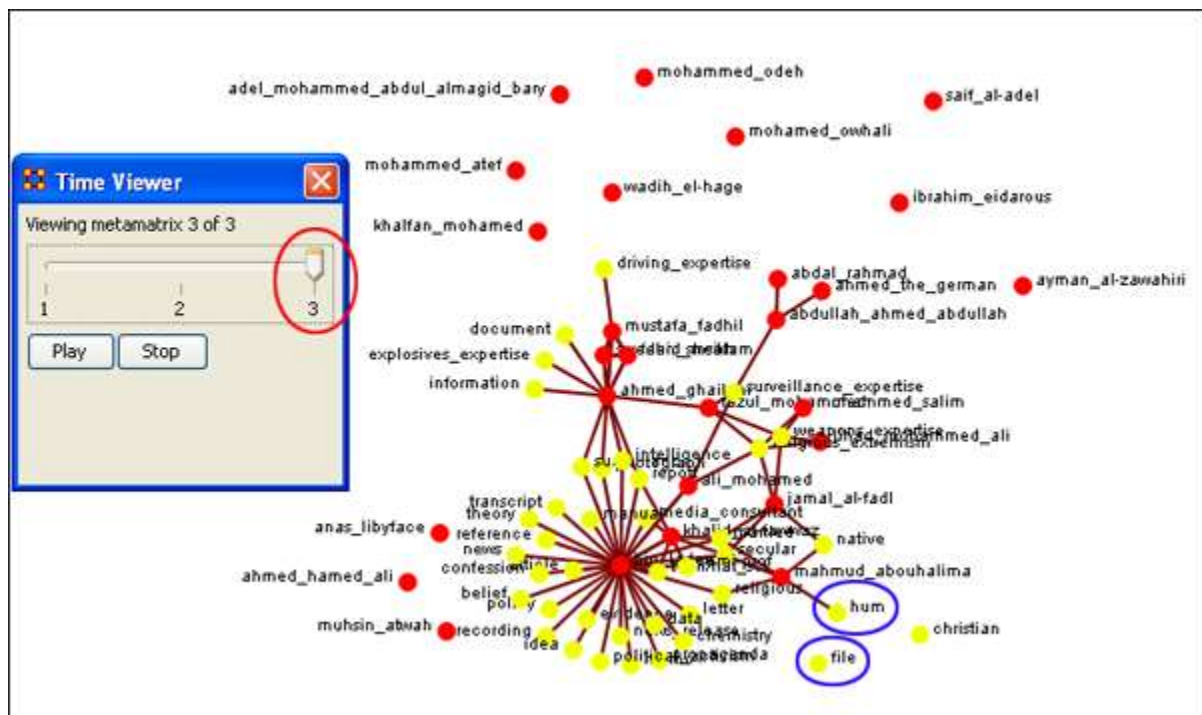 mohammed_odeh
adel_mohammed_abdul_almagid_bary
saif_al-adel
mohamed_owhali
Time Viewer
mohammed_atef
wadih_el-hage
ibrahim_eidarous
Viewing metamatrix 3 of 3
khalfan_mohamed
driving_expertise
abdal_rahmad
ahmed_the_german
ayman_al-zawahiri
1 2 3
abdullah_ahmed_abdullah
document
mustafa_fadhil
Play Stop
explosives_expertise
information
surveillance_expertise
weapons_expertise
intelligence
report
ali_mohamed
jamal_al-fadl
transcript
media_consultant
theory
anas_libyface
reference
native
news
secular
confession
mahmud_abouhalima
ahmed_hamed_ali
belief
religious
policy
letter
hum
data
muhsin_atwah
recording
christian
chemistry
idea
file